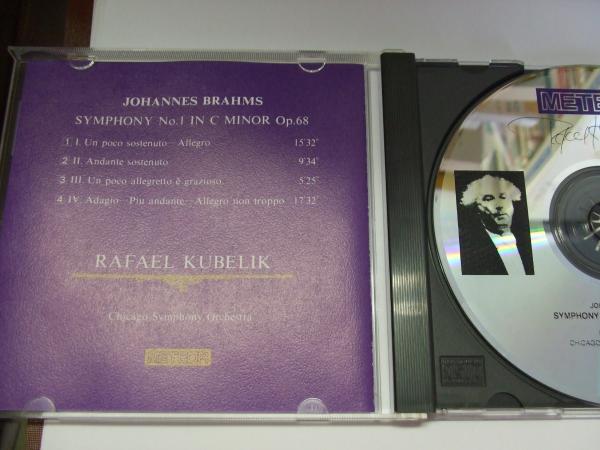 JOHANNES BRAHMS
SYMPHONY No.1 IN C MINOR Op.68
1 I. Un poco sostenuto—Allegro 15'32"
2 II. Andante sostenuto 9'34"
3 III. Un poco allegretto è grazioso. 5'25"
4 IV. Adagio—Piu andante—Allegro non troppo 17'32"
RAFAEL KUBELIK
Chicago Symphony Orchestra
METEOR
METE
JO
SYMPHONY
CHICAGO